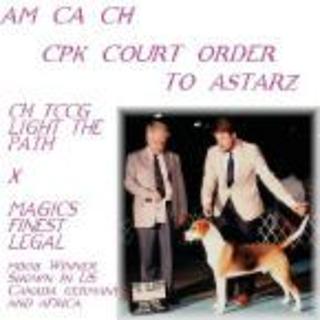 AM CA CH
CPK COURT ORDER
TO ASTARZ
CH TCCG
LIGHT THE
PATH
X
MAGICS
FINEST
LEGAL
MBOB WINNER
SHOWN IN US
CANADA GERMANY
AND AFRICA